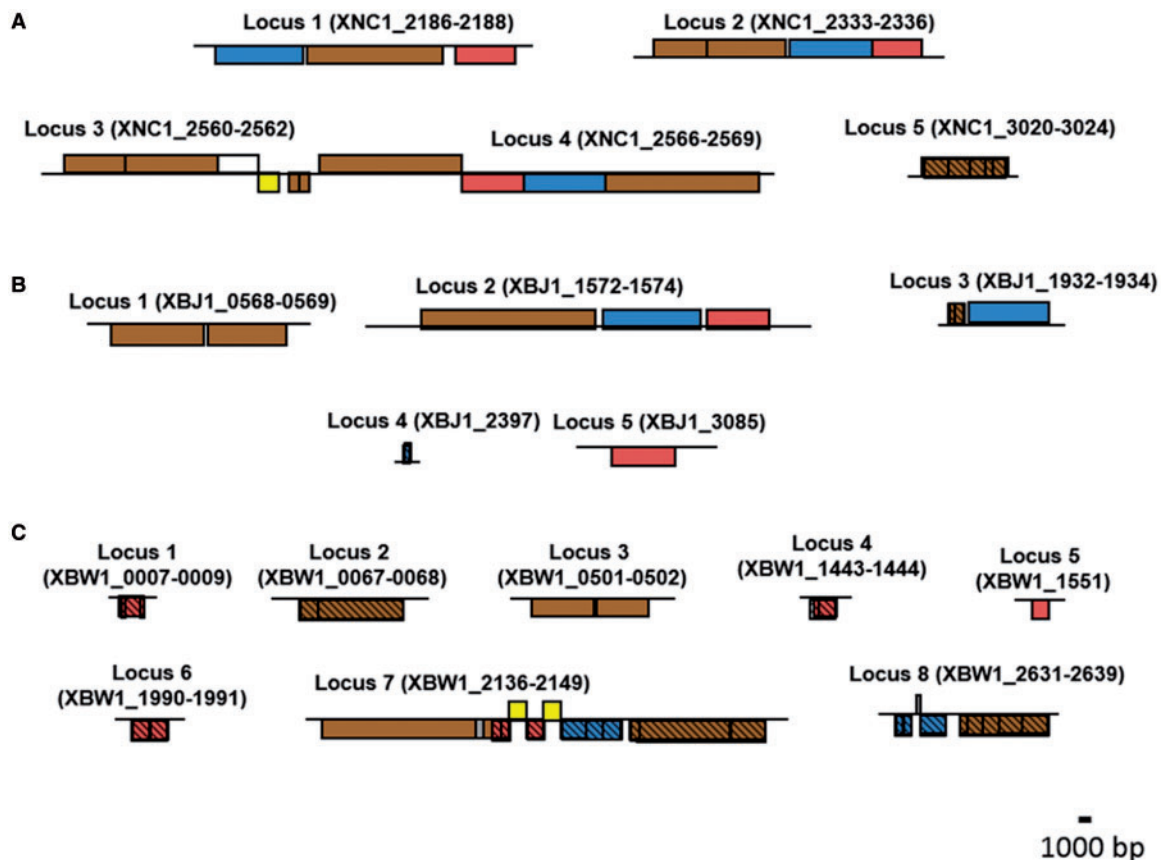 A
Locus 1 (XNC1_2186-2188)
Locus 2 (XNC1_2333-2336)
Locus 3 (XNC1_2560-2562)
Locus 4 (XNC1_2566-2569)
Locus 5 (XNC1_3020-3024)
B
Locus 1 (XBJ1_0568-0569)
Locus 2 (XBJ1_1572-1574)
Locus 3 (XBJ1_1932-1934)
Locus 4 (XBJ1_2397)
Locus 5 (XBJ1_3085)
C
Locus 1
(XBW1_0007-0009)
Locus 2
(XBW1_0067-0068)
Locus 3
(XBW1_0501-0502)
Locus 4
(XBW1_1443-1444)
Locus 5
(XBW1_1551)
Locus 6
(XBW1_1990-1991)
Locus 7 (XBW1_2136-2149)
Locus 8 (XBW1_2631-2639)
1000 bp